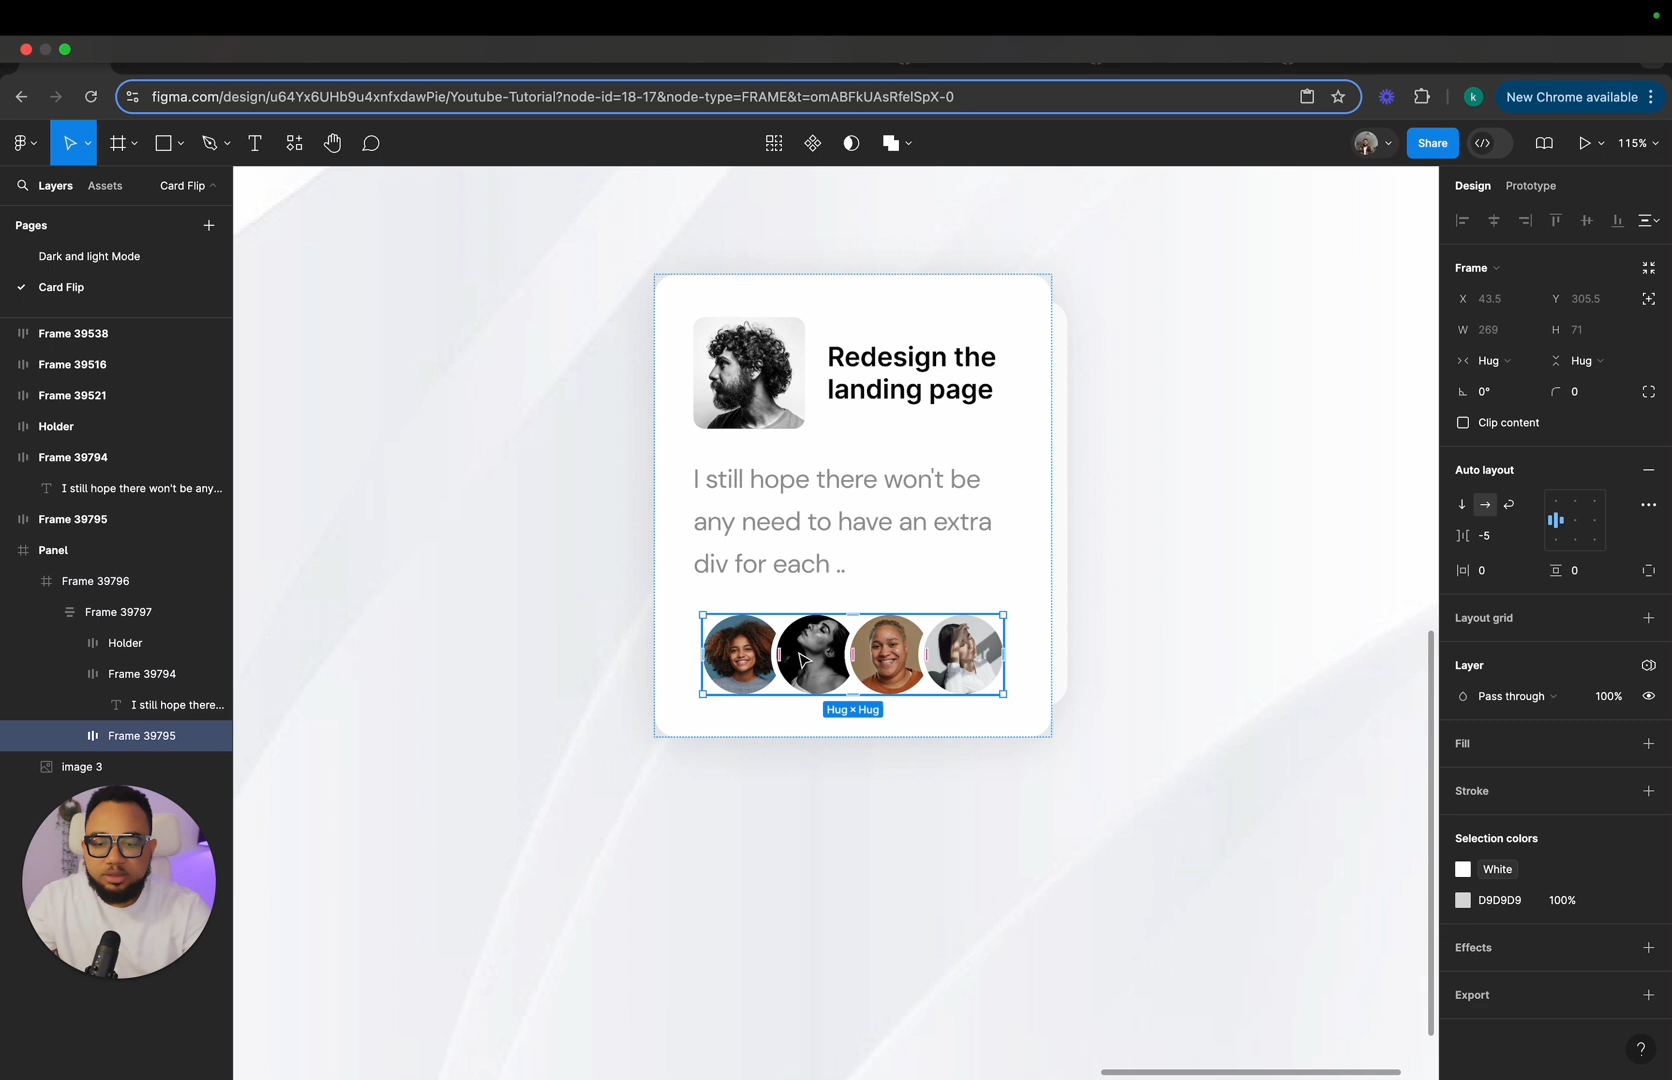 figma.com/design/u64Yx6UHb9u4xnfxdawPie/Youtube-Tutorial?node-id=18-17&node-type=FRAME&t=omABFkUAsRfelSpX-0
k
New Chrome available
Share
115%
Layers
Assets
Card Flip
Pages
Dark and light Mode
Card Flip
Frame 39538
Frame 39516
Frame 39521
Holder
Frame 39794
I still hope there won't be any...
Frame 39795
Panel
Frame 39796
Frame 39797
Holder
Frame 39794
I still hope there...
Frame 39795
image 3
Redesign the
landing page
I still hope there won't be
any need to have an extra
div for each ..
Hug × Hug
Design
Prototype
Frame
X 43.5
Y 305.5
W 269
H 71
Hug
Hug
0°
0
Clip content
Auto layout
-5
0
0
Layout grid
Layer
Pass through
100%
Fill
Stroke
Selection colors
White
D9D9D9
100%
Effects
Export
?